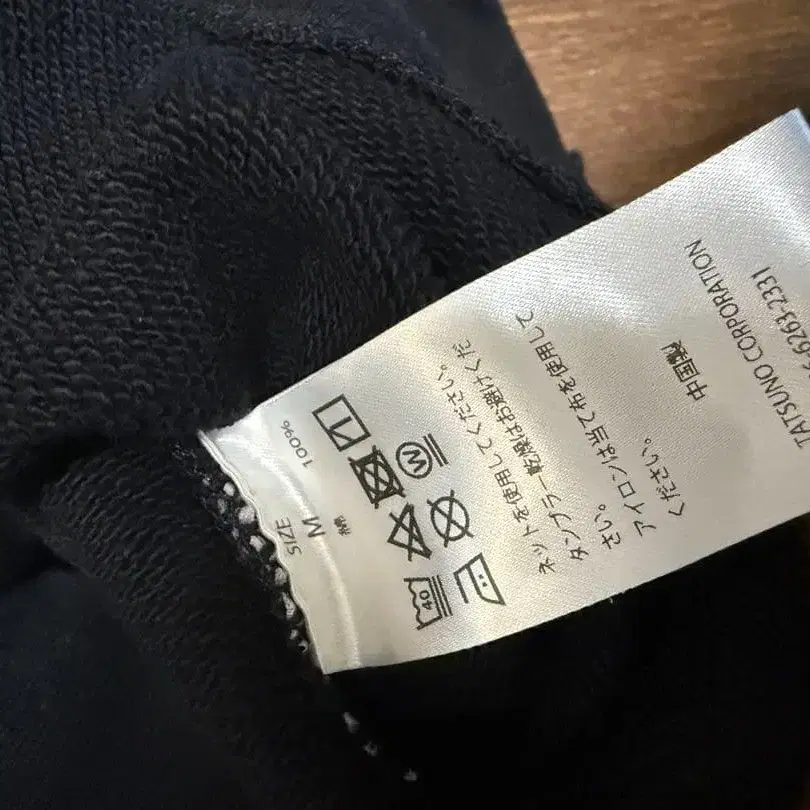 SIZE
M
綿 100%
40
W
ネットを使用してください。
タンブラー乾燥はお避けくだ
さい。
アイロンは当て布を使用して
ください。
中国製
TATSUNO CORPORATION
6263-2331